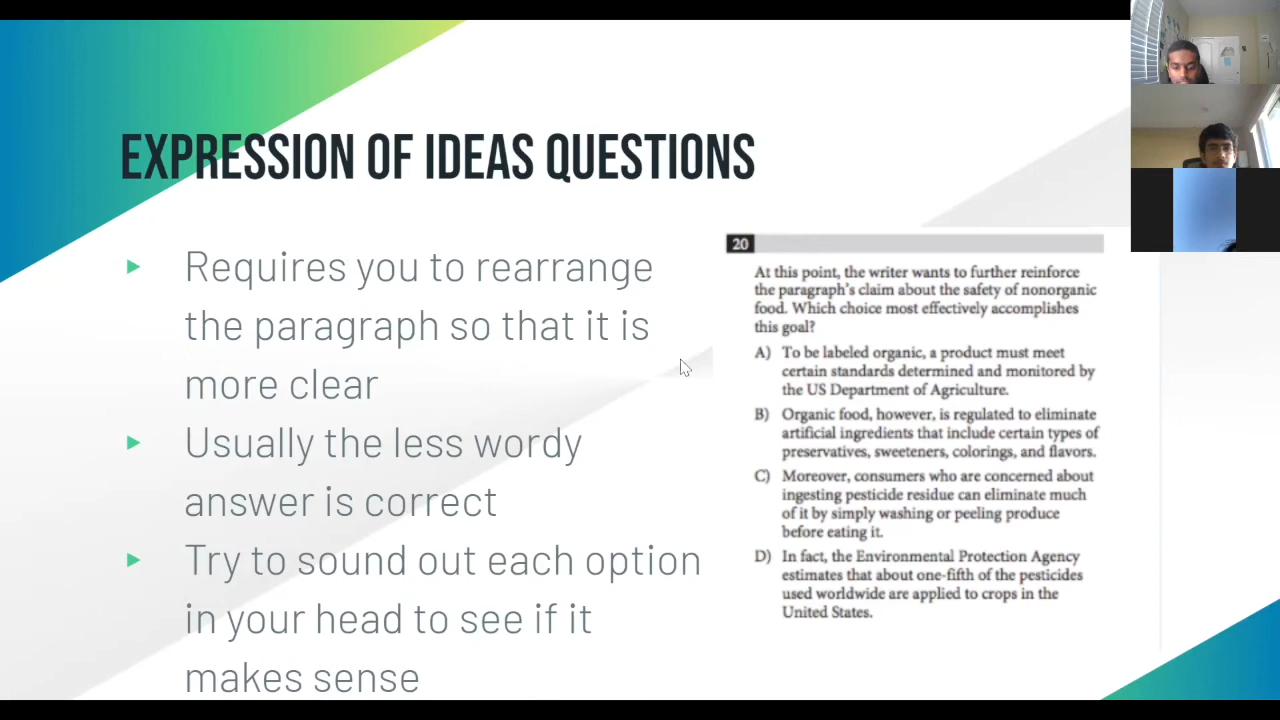 EXPRESSION OF IDEAS QUESTIONS
Requires you to rearrange
the paragraph so that it is
more clear
Usually the less wordy
answer is correct
Try to sound out each option
in your head to see if it
makes sense
20
At this point, the writer wants to further reinforce
the paragraph's claim about the safety of nonorganic
food. Which choice most effectively accomplishes
this goal?
A) To be labeled organic, a product must meet
certain standards determined and monitored by
the US Department of Agriculture.
B) Organic food, however, is regulated to eliminate
artificial ingredients that include certain types of
preservatives, sweeteners, colorings, and flavors.
C) Moreover, consumers who are concerned about
ingesting pesticide residue can eliminate much
of it by simply washing or peeling produce
before eating it.
D) In fact, the Environmental Protection Agency
estimates that about one-fifth of the pesticides
used worldwide are applied to crops in the
United States.